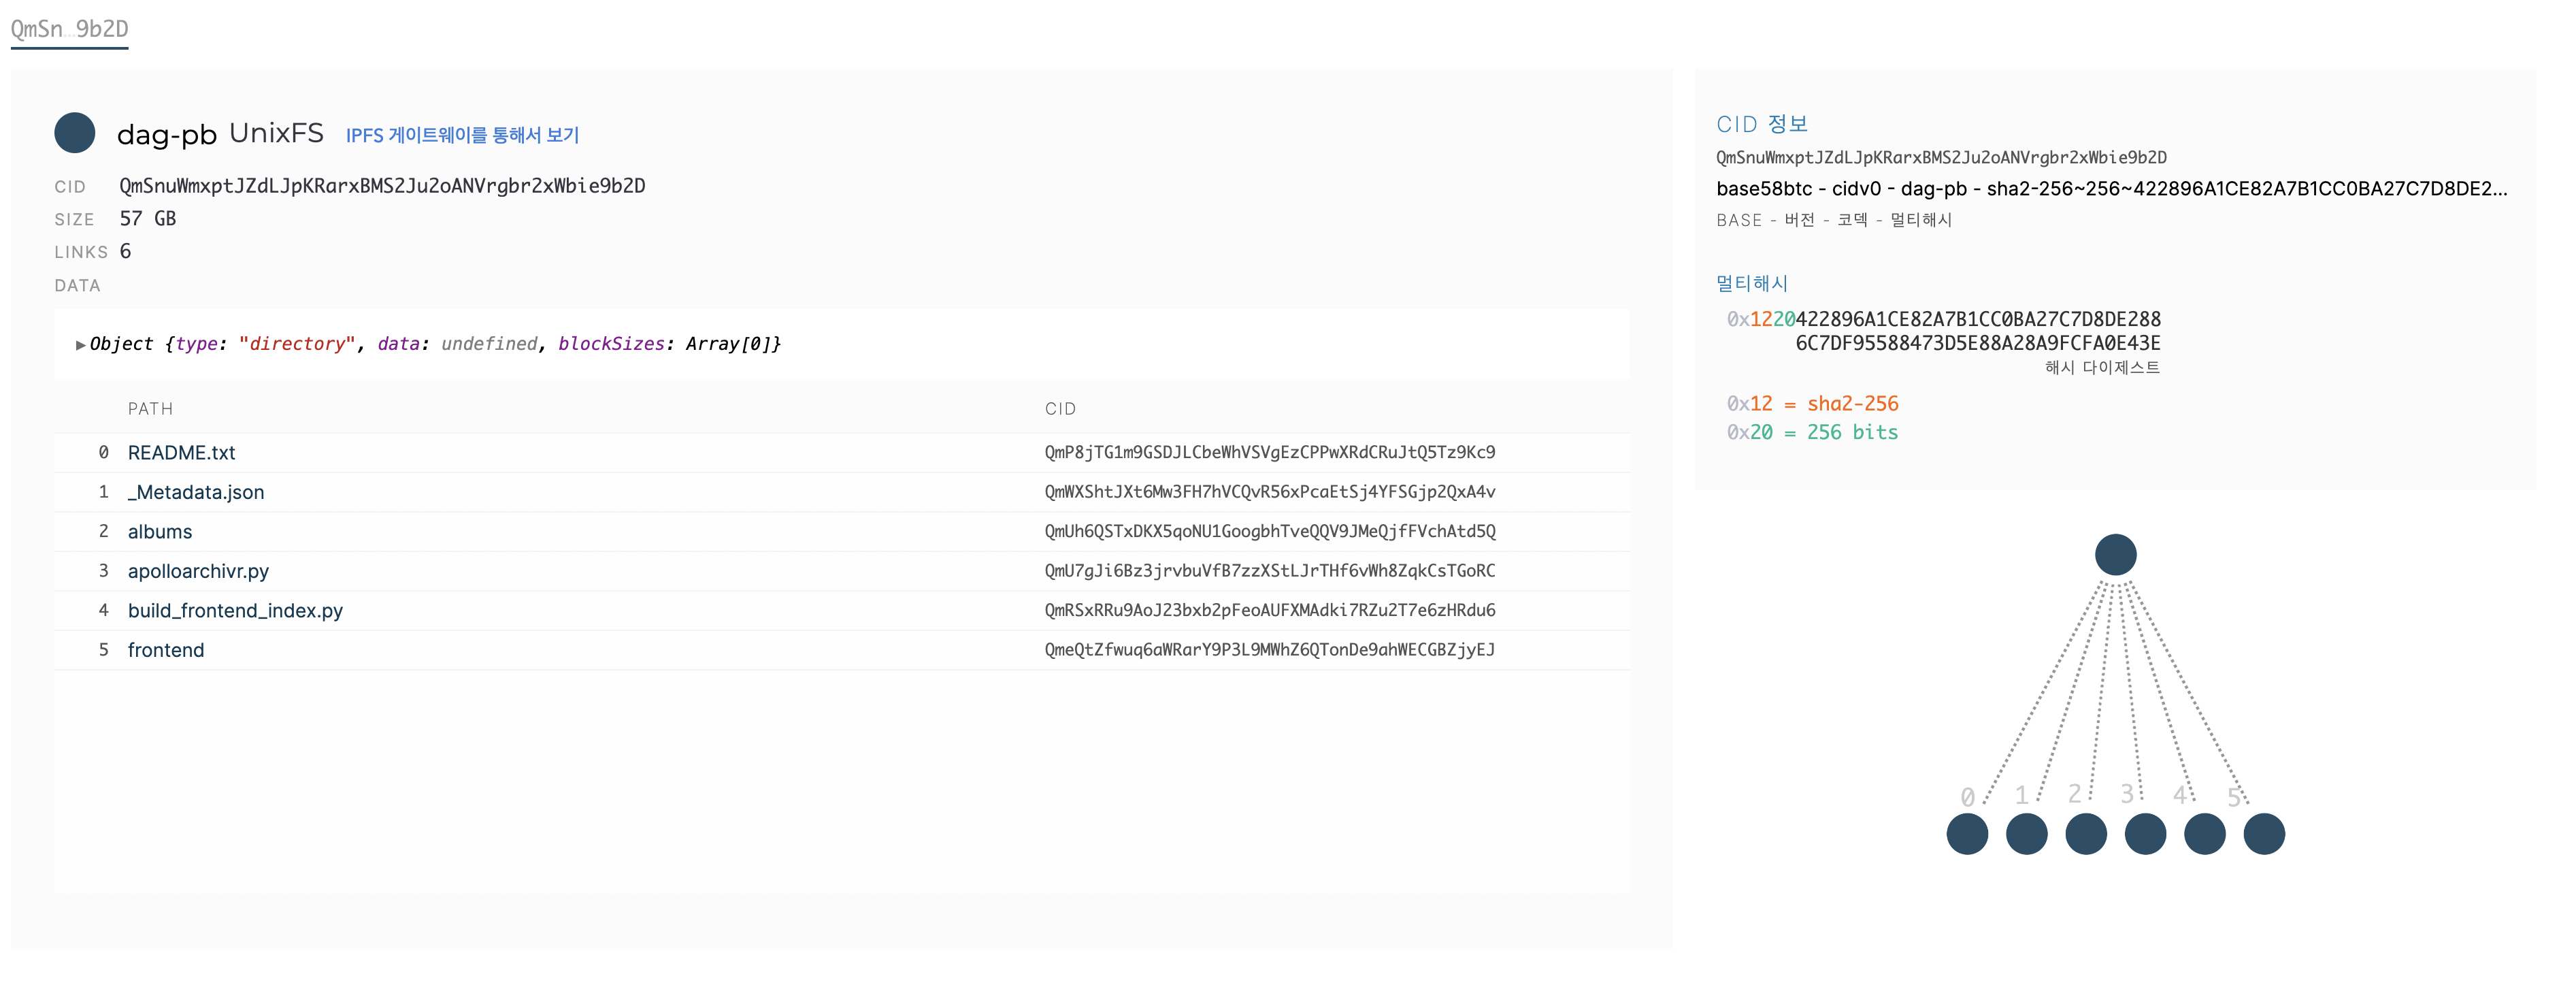 QmSn…9b2D
dag-pb UnixFS IPFS 게이트웨이를 통해서 보기
CID QmSnuWmxptJZdLJpKRarxBMS2Ju2oANVrgbr2xWbie9b2D
SIZE 57 GB
LINKS 6
DATA
▶Object {type: "directory", data: undefined, blockSizes: Array[0]}
PATH CID
0 README.txt QmP8jTG1m9GSDJLCbeWhVSVgEzCPPwXRdCRuJtQ5Tz9Kc9
1 _Metadata.json QmWXShtJXt6Mw3FH7hVCQvR56xPcaEtSj4YFSGjp2QxA4v
2 albums QmUh6QSTxDKX5qoNU1GoogbhTveQQV9JMeQjfFVchAtd5Q
3 apolloarchivr.py QmU7gJi6Bz3jrvbuVfB7zzXStLJrTHf6vWh8ZqkCsTGoRC
4 build_frontend_index.py QmRSxRRu9AoJ23bxb2pFeoAUFXMAdki7RZu2T7e6zHRdu6
5 frontend QmeQtZfwuq6aWRarY9P3L9MWhZ6QTonDe9ahWECGBZjyEJ
CID 정보
QmSnuWmxptJZdLJpKRarxBMS2Ju2oANVrgbr2xWbie9b2D
base58btc - cidv0 - dag-pb - sha2-256~256~422896A1CE82A7B1CC0BA27C7D8DE2...
BASE - 버전 - 코덱 - 멀티해시
멀티해시
0x1220422896A1CE82A7B1CC0BA27C7D8DE288
6C7DF95588473D5E88A28A9FCFA0E43E
해시 다이제스트
0x12 = sha2-256
0x20 = 256 bits
0 1 2 3 4 5